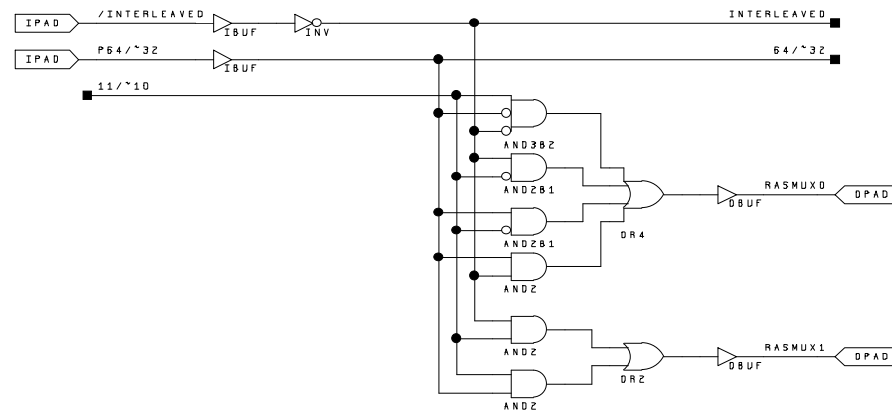 IPAD /INTERLEAVED IBUF INV INTERLEAVED
IPAD P64/~32 IBUF 64/~32
11/~10
AND3B2
AND2B1
RASMUX0
OBUF
OPAD
AND2B1
OR4
AND2
RASMUX1
AND2
OBUF
OPAD
OR2
AND2